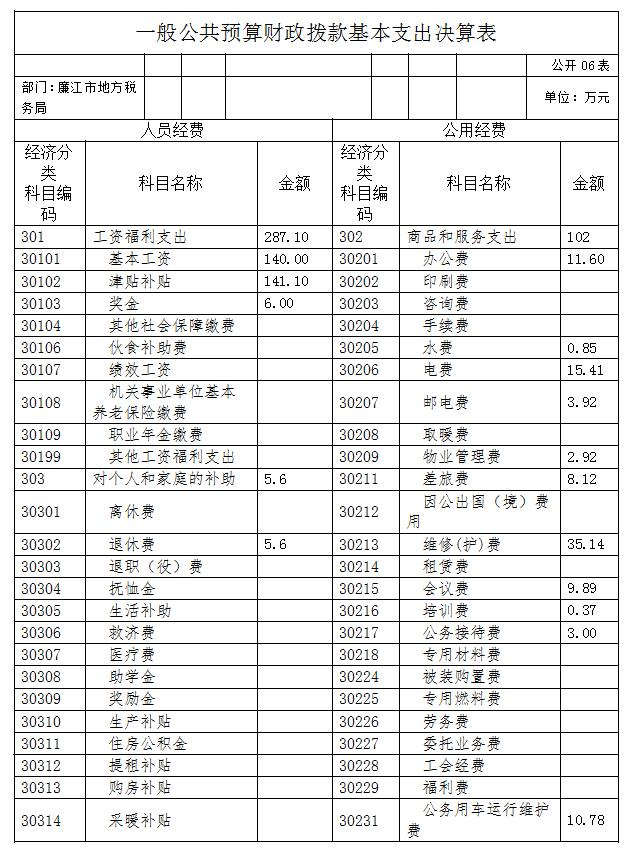 一般公共预算财政拨款基本支出决算表
公开06表
部门：廉江市地方税务局 单位：万元
人员经费 公用经费
经济分类科目编码 科目名称 金额 经济分类科目编码 科目名称 金额
301 工资福利支出 287.10 302 商品和服务支出 102
30101 基本工资 140.00 30201 办公费 11.60
30102 津贴补贴 141.10 30202 印刷费
30103 奖金 6.00 30203 咨询费
30104 其他社会保障缴费 30204 手续费
30106 伙食补助费 30205 水费 0.85
30107 绩效工资 30206 电费 15.41
30108 机关事业单位基本养老保险缴费 30207 邮电费 3.92
30109 职业年金缴费 30208 取暖费
30199 其他工资福利支出 30209 物业管理费 2.92
303 对个人和家庭的补助 5.6 30211 差旅费 8.12
30301 离休费 30212 因公出国（境）费用
30302 退休费 5.6 30213 维修(护)费 35.14
30303 退职（役）费 30214 租赁费
30304 抚恤金 30215 会议费 9.89
30305 生活补助 30216 培训费 0.37
30306 救济费 30217 公务接待费 3.00
30307 医疗费 30218 专用材料费
30308 助学金 30224 被装购置费
30309 奖励金 30225 专用燃料费
30310 生产补贴 30226 劳务费
30311 住房公积金 30227 委托业务费
30312 提租补贴 30228 工会经费
30313 购房补贴 30229 福利费
30314 采暖补贴 30231 公务用车运行维护费 10.78